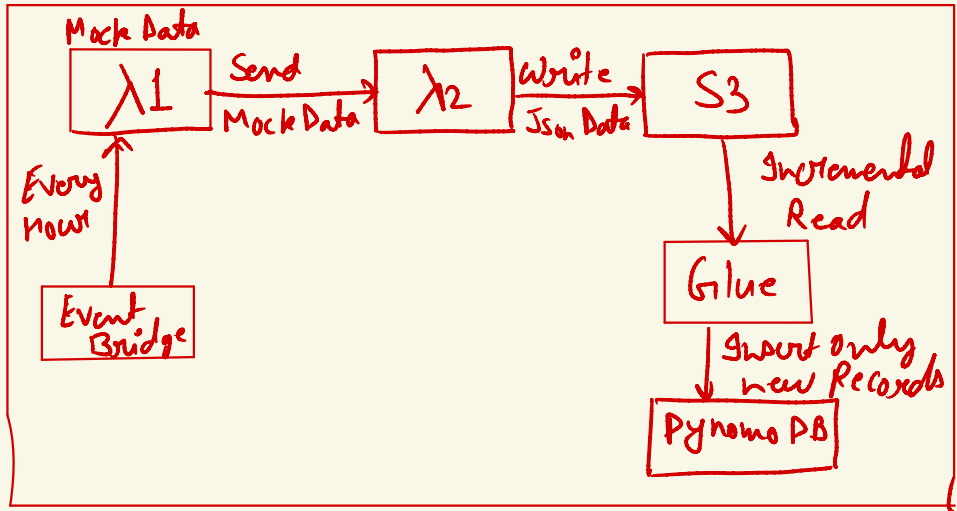 Mock Data
λ1
Send
Mock Data
λ2
Write
Json Data
S3
Every
hour
Event
Bridge
Incremental
Read
Glue
Insert only
new Records
Dynomo DB